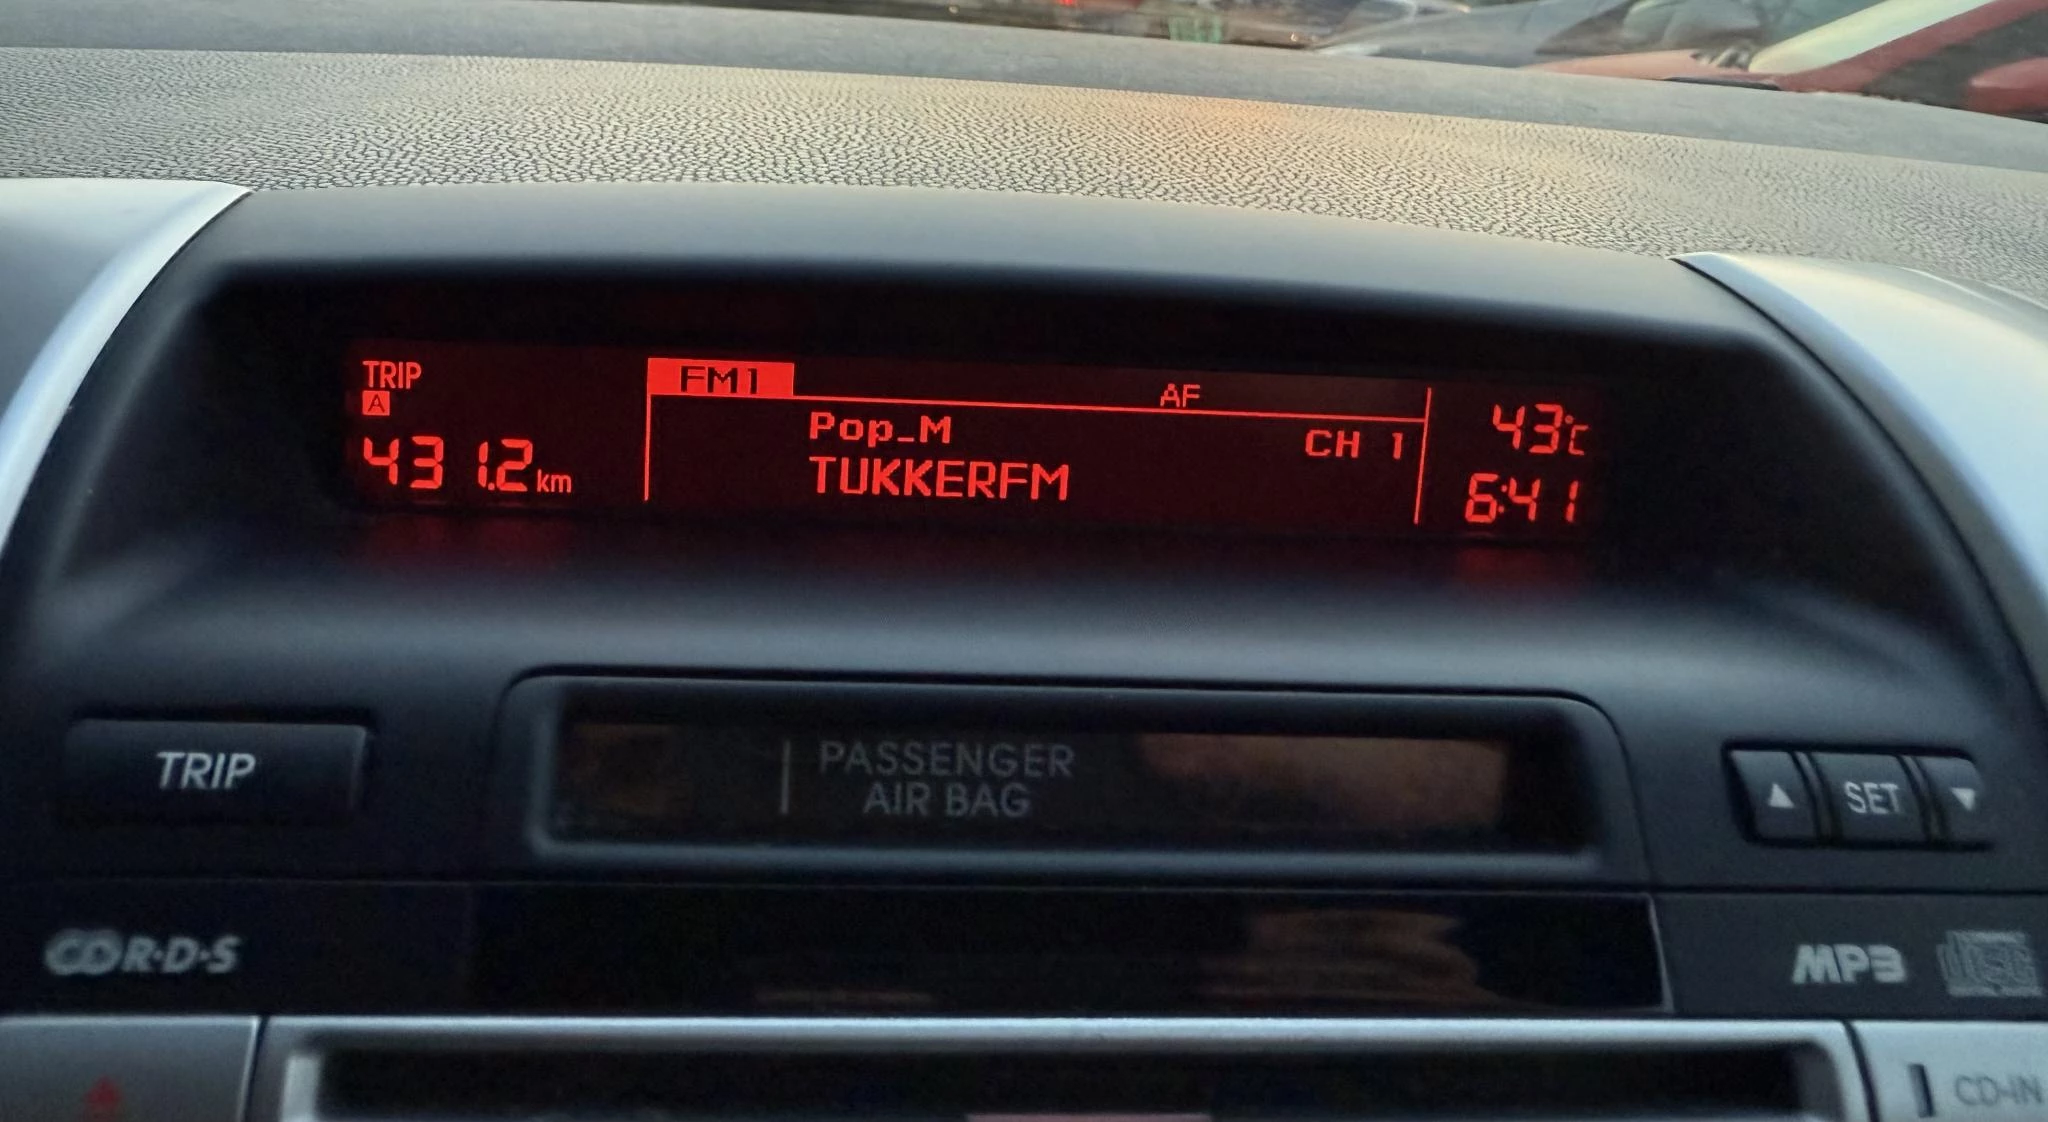 TRIP
A
431.2km
FM1
AF
Pop_M
CH 1
TUKKERFM
43°C
6:41
TRIP
PASSENGER
AIR BAG
▲ SET ▼
R·D·S
MP3
CD-IN